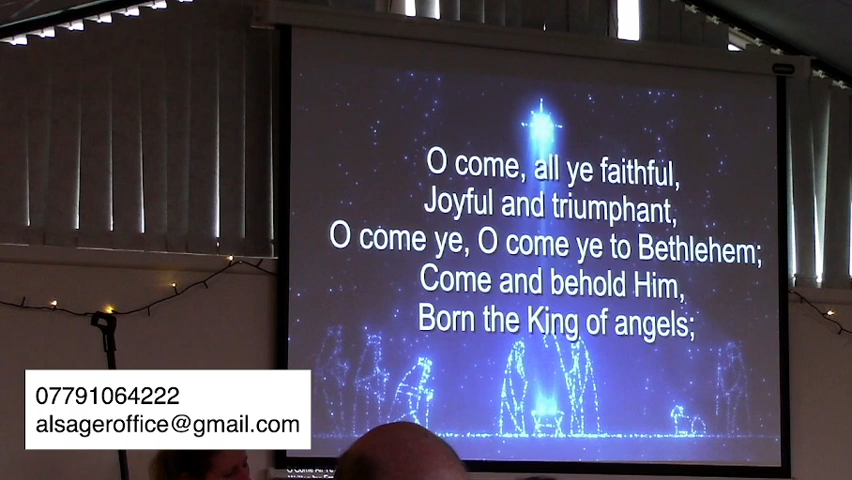 O come, all ye faithful,
Joyful and triumphant,
O come ye, O come ye to Bethlehem;
Come and behold Him,
Born the King of angels;
07791064222
alsageroffice@gmail.com